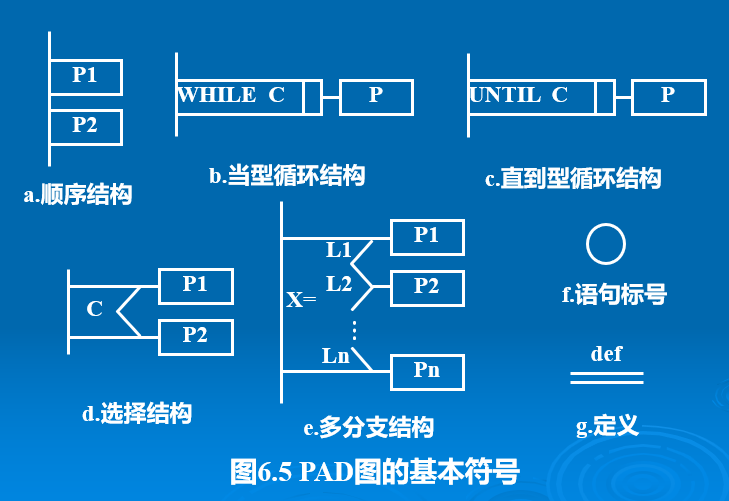 P1
P2
a.顺序结构
WHILE C
P
b.当型循环结构
UNTIL C
P
c.直到型循环结构
C
P1
P2
d.选择结构
X=
L1
P1
L2
P2
Ln
Pn
e.多分支结构
f.语句标号
def
g.定义
图6.5 PAD图的基本符号